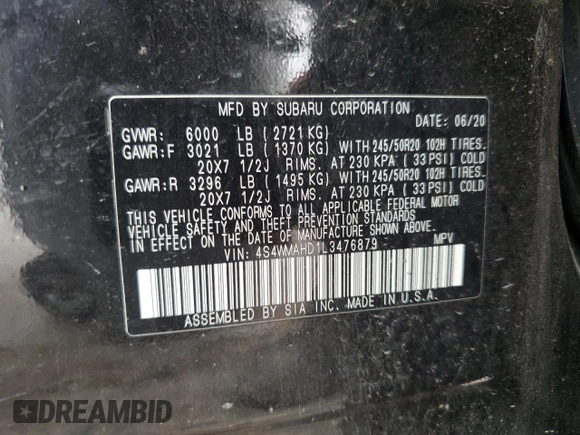 MFD BY SUBARU CORPORATION
DATE: 06/20
GVWR: 6000 LB (2721 KG)
GAWR:F 3021 LB (1370 KG) WITH 245/50R20 102H TIRES.
20X7 1/2J RIMS. AT 230 KPA (33 PSI) COLD
GAWR:R 3296 LB (1495 KG) WITH 245/50R20 102H TIRES.
20X7 1/2J RIMS. AT 230 KPA (33 PSI) COLD
THIS VEHICLE CONFORMS TO ALL APPLICABLE FEDERAL MOTOR
VEHICLE SAFETY AND THEFT PREVENTION STANDARDS
IN EFFECT ON THE DATE OF MANUFACTURE SHOWN ABOVE.
VIN: 4S4WMAHD1L3476879 MPV
ASSEMBLED BY SIA INC. MADE IN U.S.A.
DREAMBID